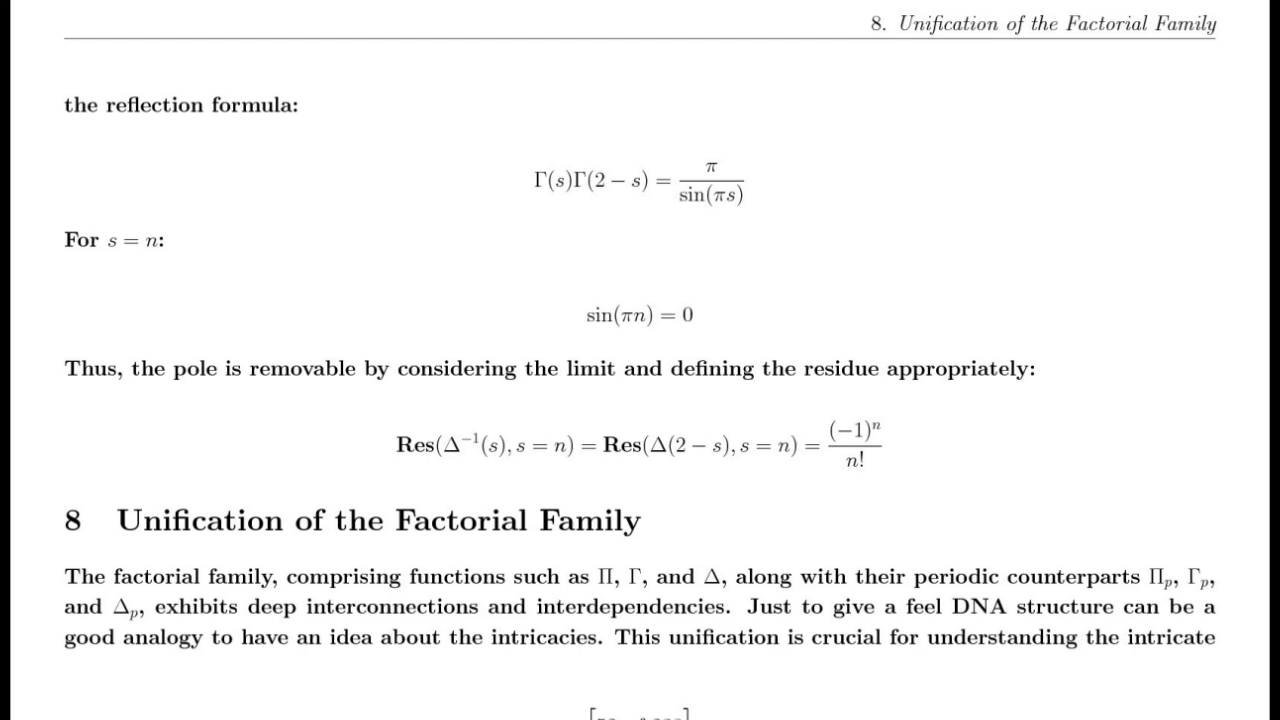 8. Unification of the Factorial Family
the reflection formula:
Γ(s)Γ(2 − s) = π / sin(πs)
For s = n:
sin(πn) = 0
Thus, the pole is removable by considering the limit and defining the residue appropriately:
Res(Δ⁻¹(s), s = n) = Res(Δ(2 − s), s = n) = (−1)ⁿ / n!
8 Unification of the Factorial Family
The factorial family, comprising functions such as Π, Γ, and Δ, along with their periodic counterparts Πₚ, Γₚ,
and Δₚ, exhibits deep interconnections and interdependencies. Just to give a feel DNA structure can be a
good analogy to have an idea about the intricacies. This unification is crucial for understanding the intricate